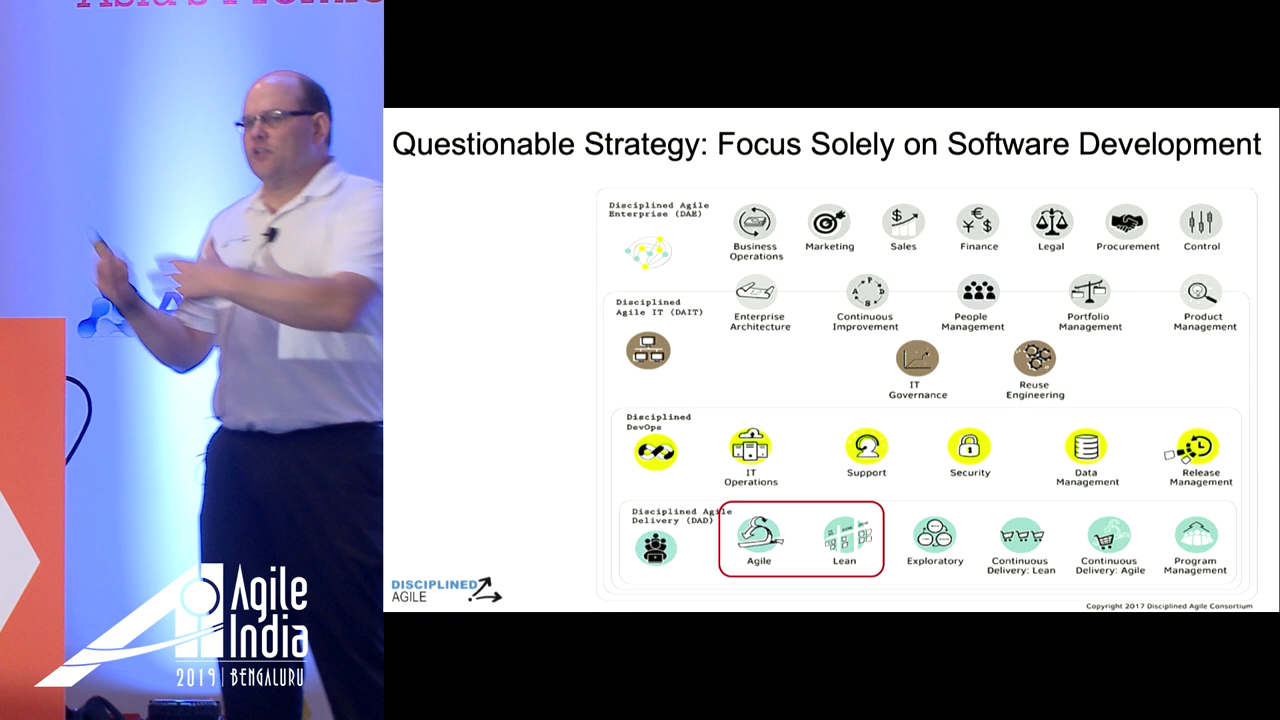 Questionable Strategy: Focus Solely on Software Development
Disciplined Agile
Enterprise (DAE)
Business
Operations
Marketing
Sales
Finance
Legal
Procurement
Control
Disciplined
Agile IT (DAIT)
Enterprise
Architecture
Continuous
Improvement
People
Management
Portfolio
Management
Product
Management
IT
Governance
Reuse
Engineering
Disciplined
DevOps
IT
Operations
Support
Security
Data
Management
Release
Management
Disciplined Agile
Delivery (DAD)
Agile
Lean
Exploratory
Continuous
Delivery: Lean
Continuous
Delivery: Agile
Program
Management
DISCIPLINED
AGILE
Copyright 2017 Disciplined Agile Consortium
Agile
India
2019 | BENGALURU